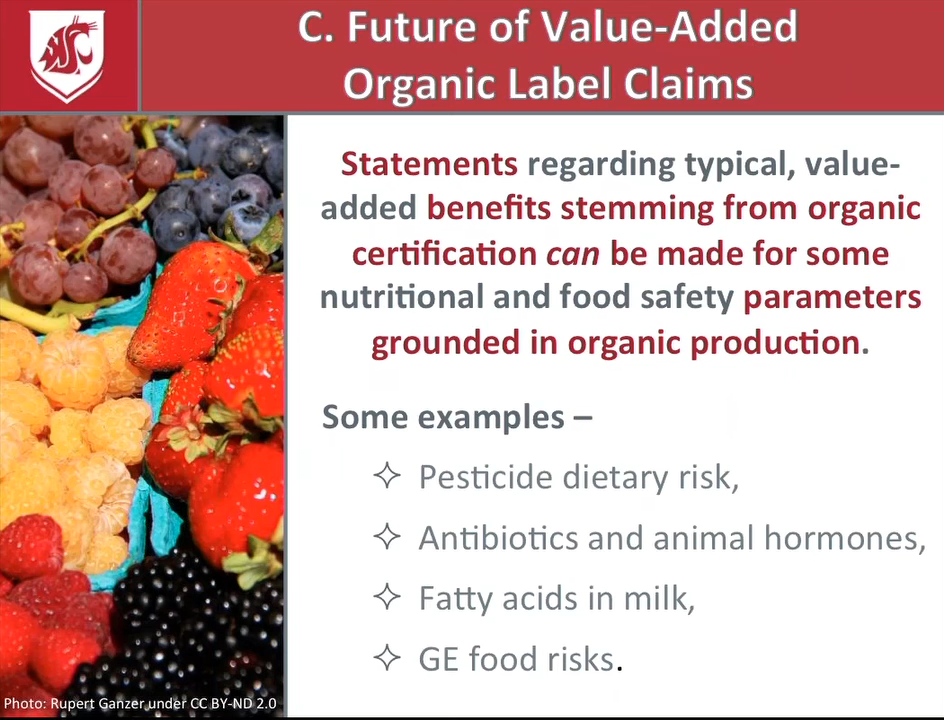 C. Future of Value-Added
Organic Label Claims
Statements regarding typical, value-
added benefits stemming from organic
certification can be made for some
nutritional and food safety parameters
grounded in organic production.
Some examples –
✧ Pesticide dietary risk,
✧ Antibiotics and animal hormones,
✧ Fatty acids in milk,
✧ GE food risks.
Photo: Rupert Ganzer under CC BY-ND 2.0